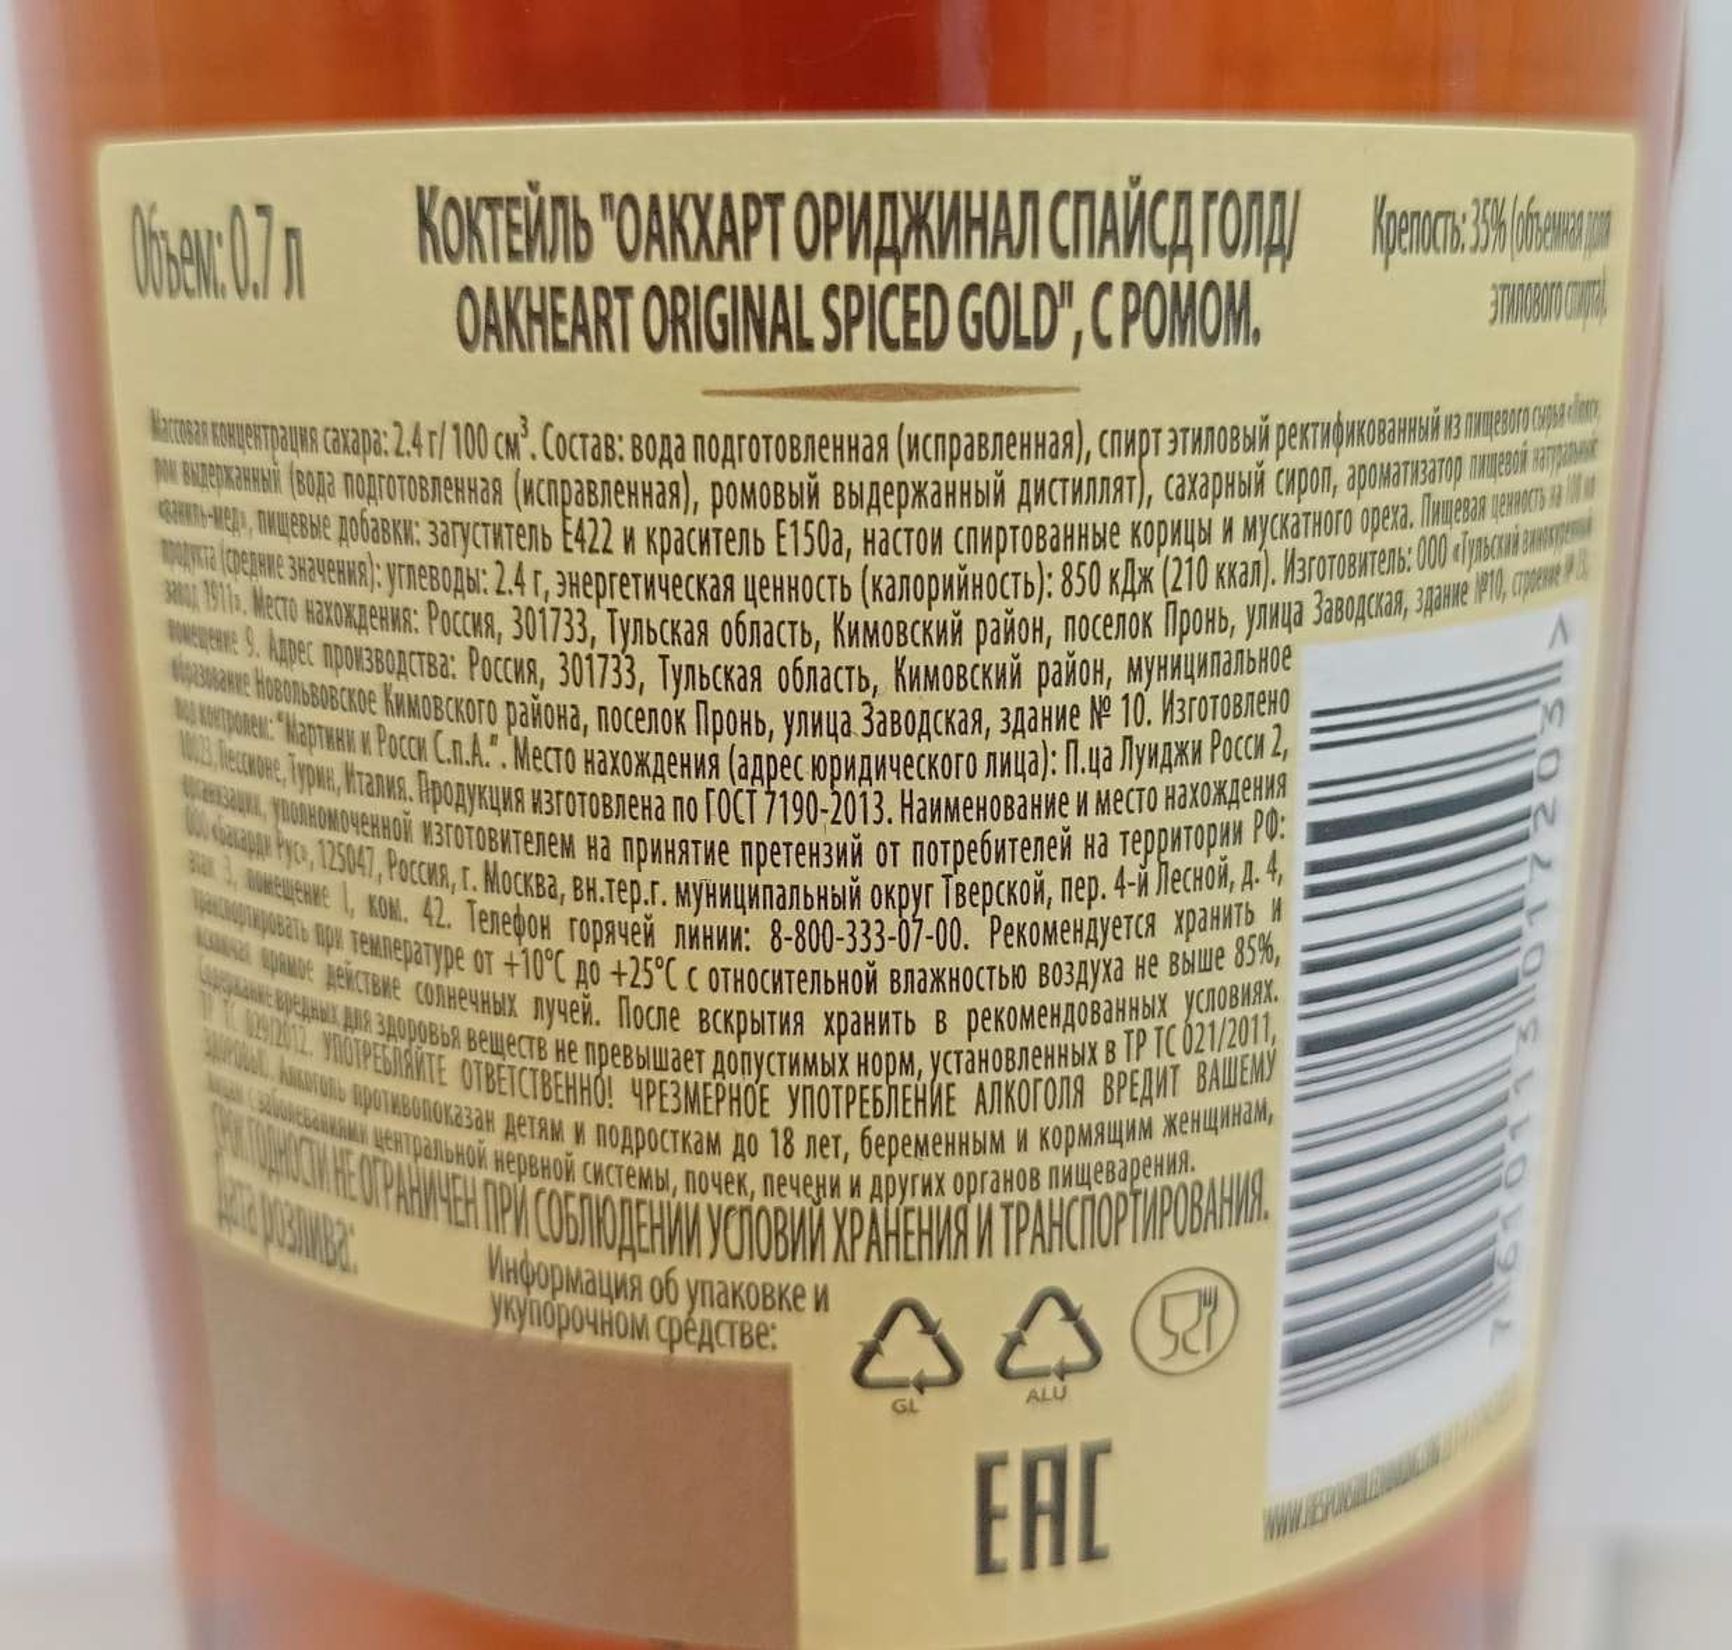 Объем: 0.7 л
КОКТЕЙЛЬ "ОАКХАРТ ОРИДЖИНАЛ СПАЙСД ГОЛД/
OAKHEART ORIGINAL SPICED GOLD", С РОМОМ.
Крепость: 35% (объемная доля
этилового спирта).
Массовая концентрация сахара: 2.4 г/ 100 см³. Состав: вода подготовленная (исправленная), спирт этиловый ректификованный из пищевого сырья «Люкс»,
ром выдержанный (вода подготовленная (исправленная), ромовый выдержанный дистиллят), сахарный сироп, ароматизатор пищевой натуральный
«ваниль-мед», пищевые добавки: загуститель Е422 и краситель Е150а, настои спиртованные корицы и мускатного ореха. Пищевая ценность на 100 мл
продукта (средние значения): углеводы: 2.4 г, энергетическая ценность (калорийность): 850 кДж (210 ккал). Изготовитель: ООО «Тульский винокуренный
завод 1911». Место нахождения: Россия, 301733, Тульская область, Кимовский район, поселок Пронь, улица Заводская, здание №10, строение №
помещение 9. Адрес производства: Россия, 301733, Тульская область, Кимовский район, муниципальное
образование Новольвовское Кимовского района, поселок Пронь, улица Заводская, здание № 10. Изготовлено
под контролем: "Мартини и Росси С.п.А.". Место нахождения (адрес юридического лица): П.ца Луиджи Росси 2,
10023, Пессионе, Турин, Италия. Продукция изготовлена по ГОСТ 7190-2013. Наименование и место нахождения
организации, уполномоченной изготовителем на принятие претензий от потребителей на территории РФ:
ООО «Бакарди Рус», 125047, Россия, г. Москва, вн.тер.г. муниципальный округ Тверской, пер. 4-й Лесной, д. 4,
этаж 3, помещение I, ком. 42. Телефон горячей линии: 8-800-333-07-00. Рекомендуется хранить и
транспортировать при температуре от +10°С до +25°С с относительной влажностью воздуха не выше 85%,
исключая прямое действие солнечных лучей. После вскрытия хранить в рекомендованных условиях.
Содержание вредных для здоровья веществ не превышает допустимых норм, установленных в ТР ТС 021/2011,
ТР ТС 029/2012. УПОТРЕБЛЯЙТЕ ОТВЕТСТВЕННО! ЧРЕЗМЕРНОЕ УПОТРЕБЛЕНИЕ АЛКОГОЛЯ ВРЕДИТ ВАШЕМУ
ЗДОРОВЬЮ. Алкоголь противопоказан детям и подросткам до 18 лет, беременным и кормящим женщинам,
лицам с заболеваниями центральной нервной системы, почек, печени и других органов пищеварения.
СРОК ГОДНОСТИ НЕ ОГРАНИЧЕН ПРИ СОБЛЮДЕНИИ УСЛОВИЙ ХРАНЕНИЯ И ТРАНСПОРТИРОВАНИЯ.
Дата розлива:
Информация об упаковке и
укупорочном средстве:
GL
ALU
EAC
7 610113 017203 >